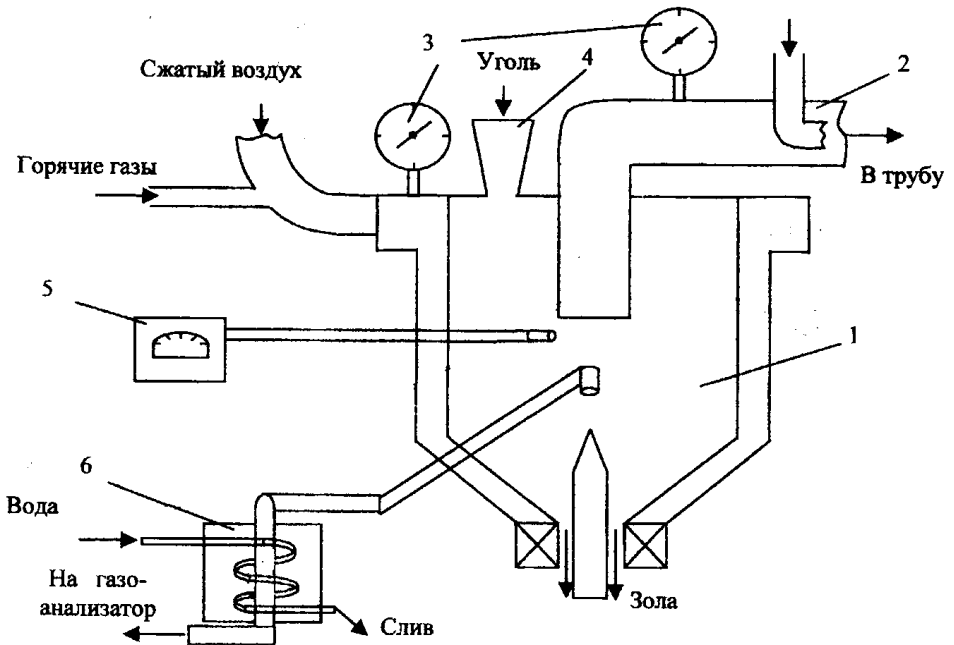 3
Сжатый воздух
Уголь
4
2
Горячие газы
В трубу
5
1
6
Вода
На газо-
анализатор
Слив
Зола